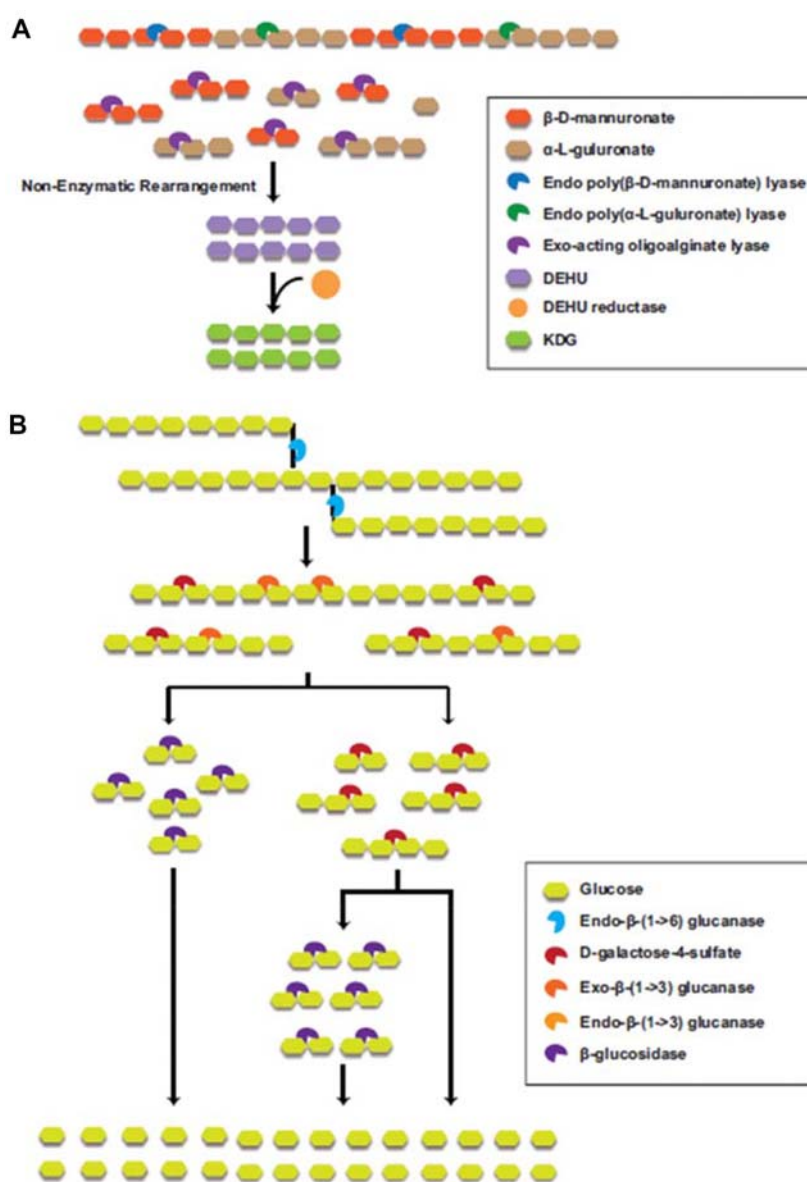 A
β-D-mannuronate
α-L-guluronate
Endo poly(β-D-mannuronate) lyase
Endo poly(α-L-guluronate) lyase
Exo-acting oligoalginate lyase
DEHU
DEHU reductase
KDG
Non-Enzymatic Rearrangement
B
Glucose
Endo-β-(1->6) glucanase
D-galactose-4-sulfate
Exo-β-(1->3) glucanase
Endo-β-(1->3) glucanase
β-glucosidase